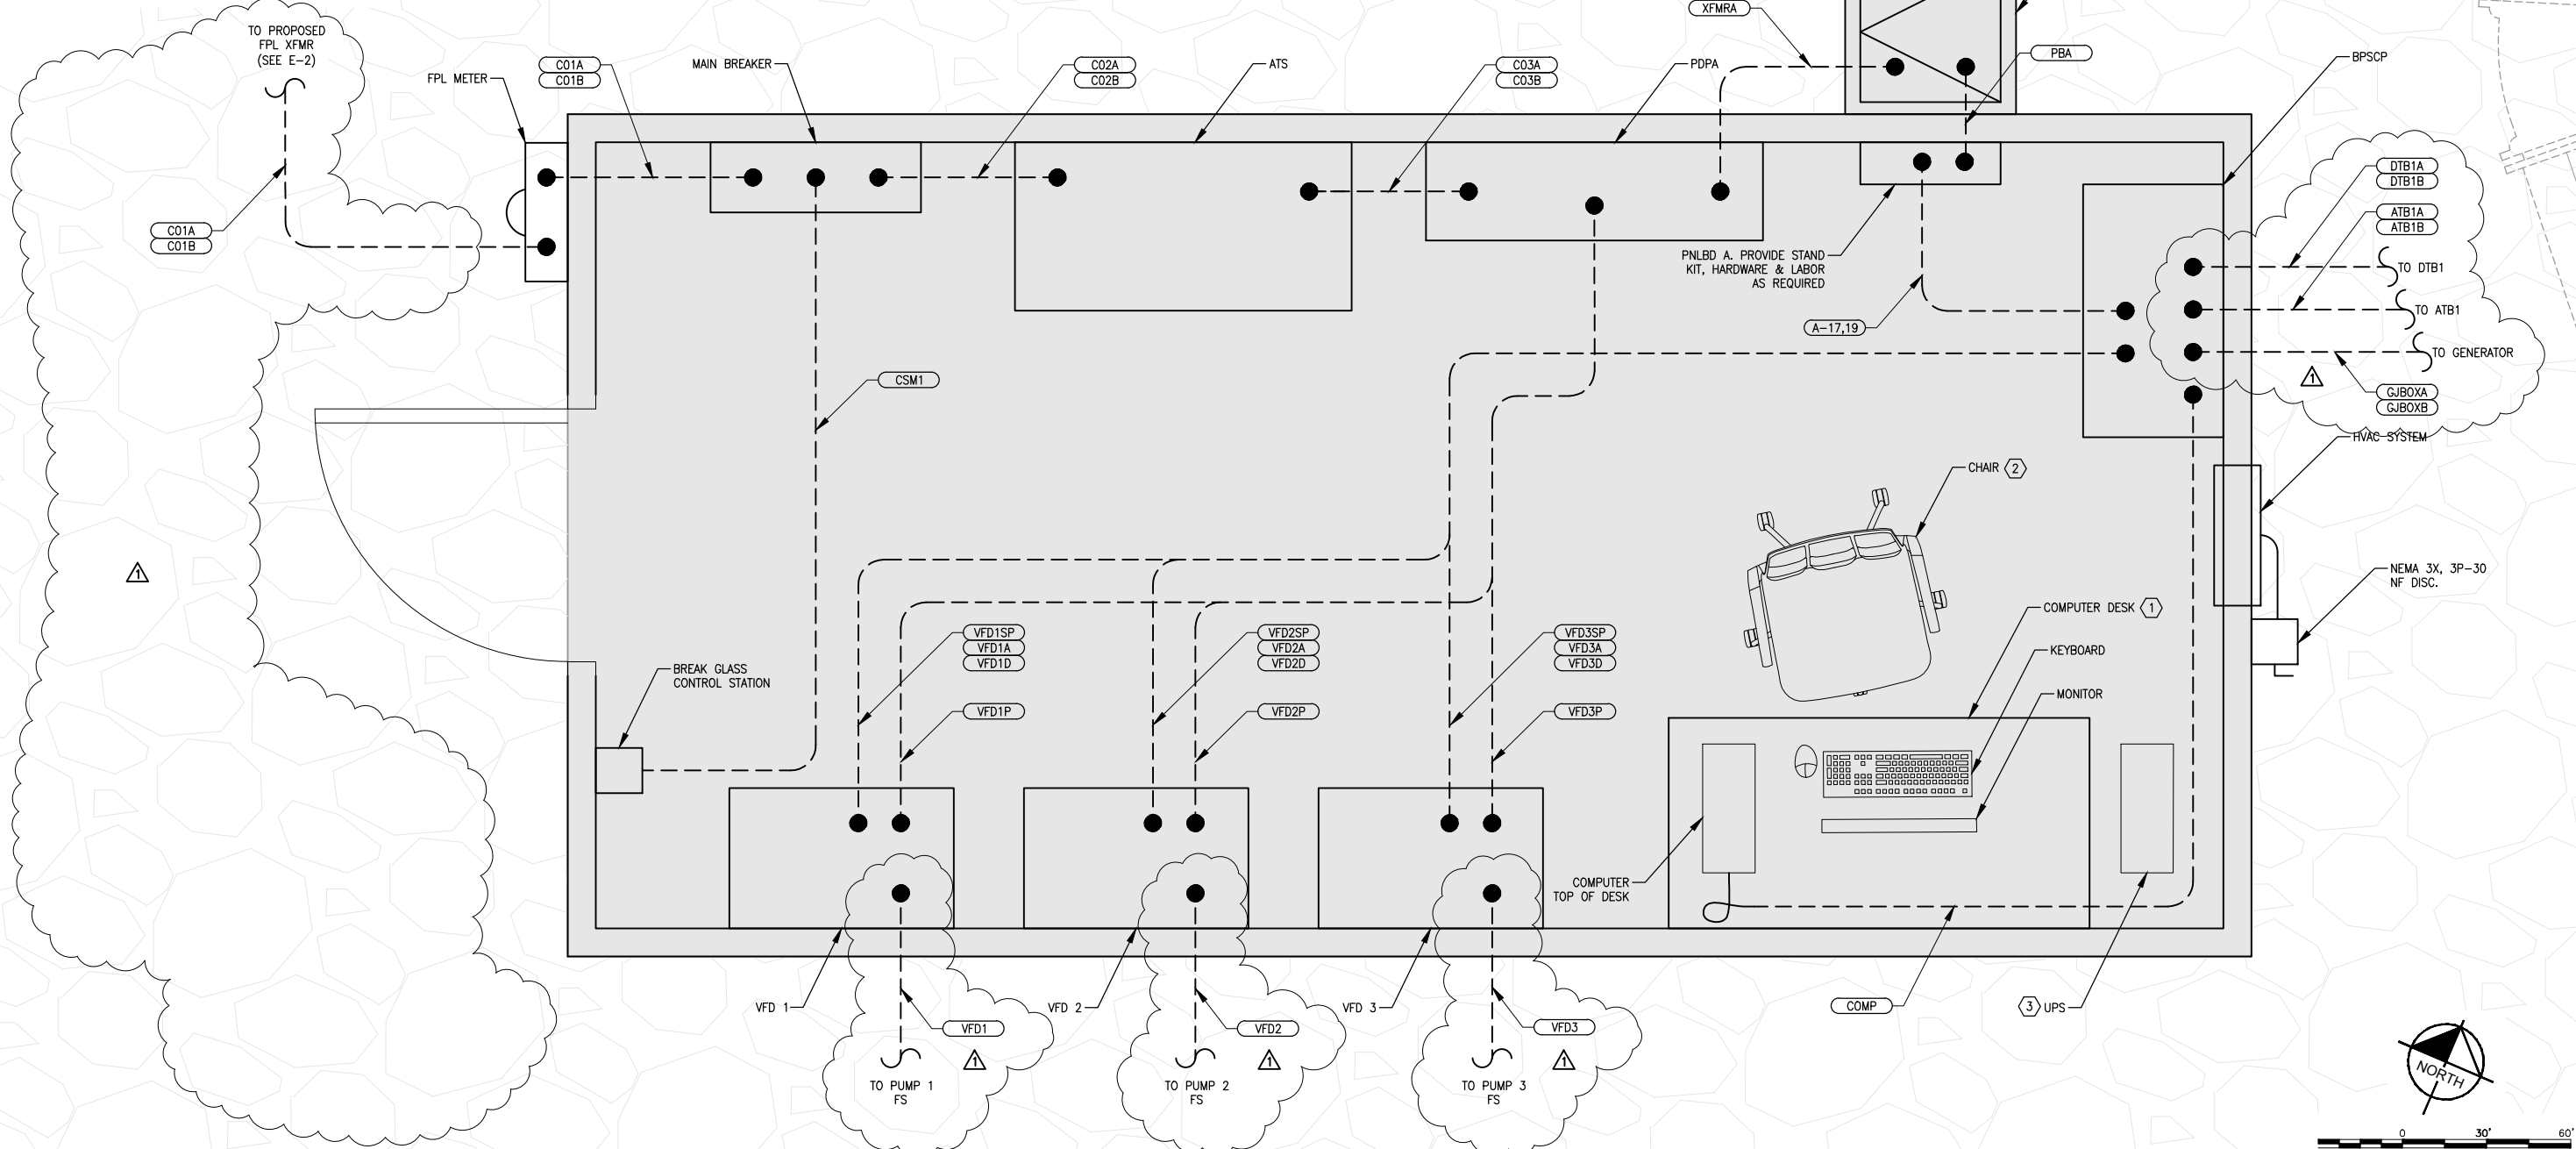 TO PROPOSED
FPL XFMR
(SEE E-2)
FPL METER
C01A
C01B
MAIN BREAKER
C02A
C02B
ATS
C03A
C03B
PDPA
XFMRA
PBA
BPSCP
C01A
C01B
DTB1A
DTB1B
ATB1A
ATB1B
TO DTB1
TO ATB1
TO GENERATOR
1
GJBOXA
GJBOXB
PNLBD A. PROVIDE STAND
KIT, HARDWARE & LABOR
AS REQUIRED
A-17,19
CSM1
HVAC SYSTEM
CHAIR 2
1
NEMA 3X, 3P-30
NF DISC.
COMPUTER DESK 1
KEYBOARD
MONITOR
BREAK GLASS
CONTROL STATION
VFD1SP
VFD1A
VFD1D
VFD1P
VFD2SP
VFD2A
VFD2D
VFD2P
VFD3SP
VFD3A
VFD3D
VFD3P
COMPUTER
TOP OF DESK
VFD 1
VFD 2
VFD 3
COMP
3 UPS
VFD1
1
VFD2
1
VFD3
1
TO PUMP 1
FS
TO PUMP 2
FS
TO PUMP 3
FS
NORTH
0 30' 60'